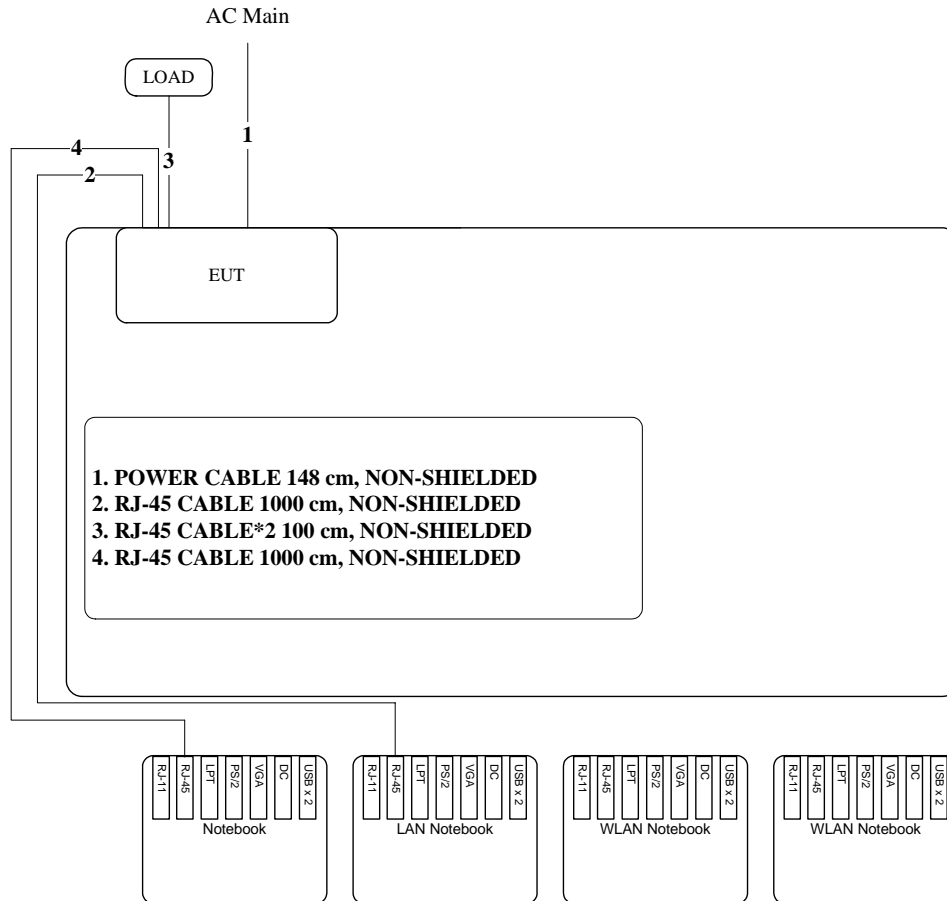 AC Main
LOAD
1
4
3
2
EUT
1. POWER CABLE 148 cm, NON-SHIELDED
2. RJ-45 CABLE 1000 cm, NON-SHIELDED
3. RJ-45 CABLE*2 100 cm, NON-SHIELDED
4. RJ-45 CABLE 1000 cm, NON-SHIELDED
RJ-11
RJ-45
LPT
PS/2
VGA
DC
USB x 2
Notebook
RJ-11
RJ-45
LPT
PS/2
VGA
DC
USB x 2
LAN Notebook
RJ-11
RJ-45
LPT
PS/2
VGA
DC
USB x 2
WLAN Notebook
RJ-11
RJ-45
LPT
PS/2
VGA
DC
USB x 2
WLAN Notebook